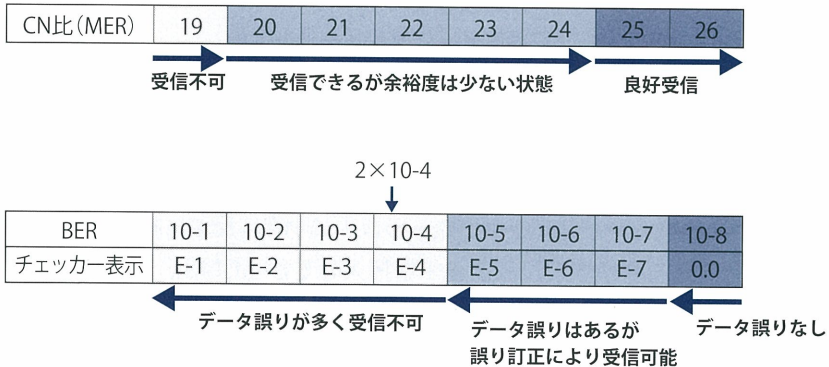 CN比(MER) 19 20 21 22 23 24 25 26
受信不可 受信できるが余裕度は少ない状態 良好受信
2×10-4
BER 10-1 10-2 10-3 10-4 10-5 10-6 10-7 10-8
チェッカー表示 E-1 E-2 E-3 E-4 E-5 E-6 E-7 0.0
データ誤りが多く受信不可 データ誤りはあるが データ誤りなし
誤り訂正により受信可能